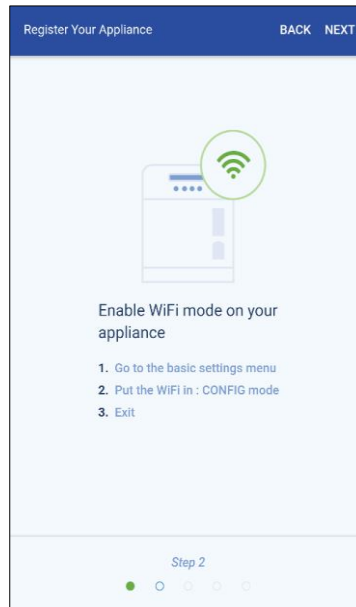 Register Your Appliance BACK NEXT
Enable WiFi mode on your
appliance
1. Go to the basic settings menu
2. Put the WiFi in : CONFIG mode
3. Exit
Step 2